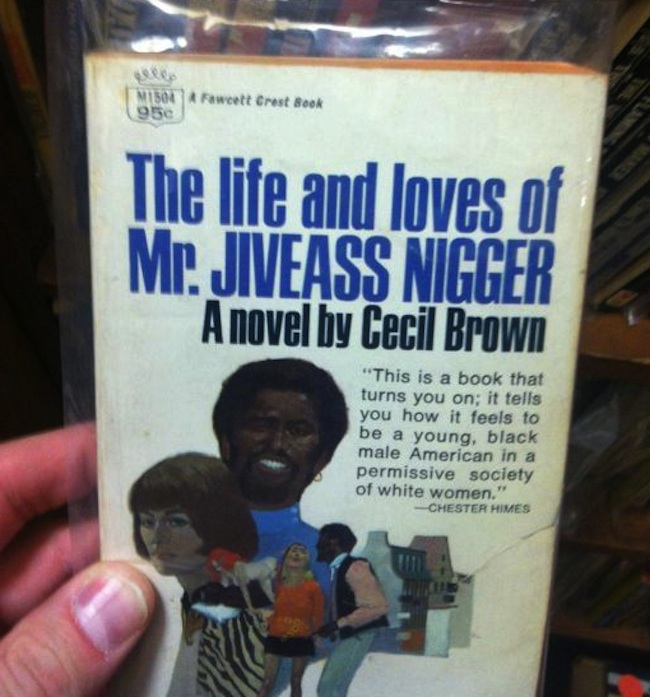 M1504
95¢
A Fawcett Crest Book
The life and loves of
Mr. JIVEASS NIGGER
A novel by Cecil Brown
"This is a book that
turns you on; it tells
you how it feels to
be a young, black
male American in a
permissive society
of white women."
—CHESTER HIMES